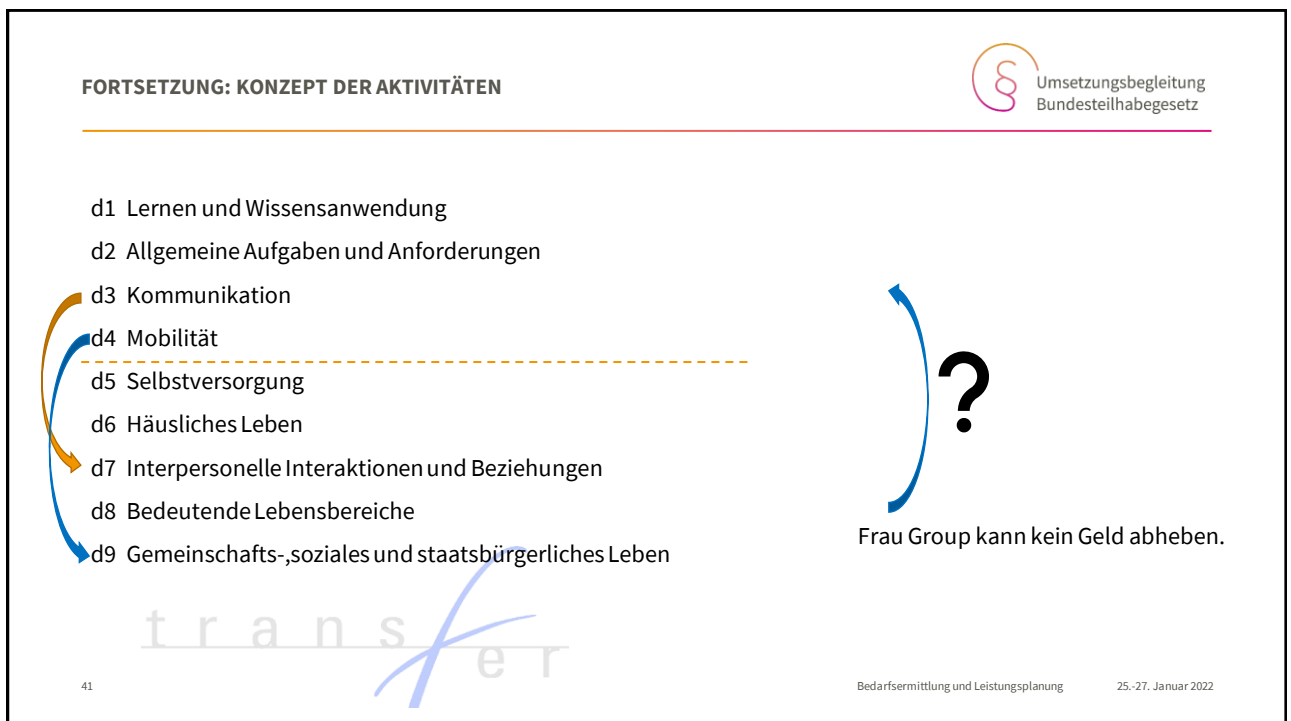 FORTSETZUNG: KONZEPT DER AKTIVITÄTEN
§
Umsetzungsbegleitung
Bundesteilhabegesetz
d1 Lernen und Wissensanwendung
d2 Allgemeine Aufgaben und Anforderungen
d3 Kommunikation
d4 Mobilität
d5 Selbstversorgung
d6 Häusliches Leben
d7 Interpersonelle Interaktionen und Beziehungen
d8 Bedeutende Lebensbereiche
d9 Gemeinschafts-,soziales und staatsbürgerliches Leben
?
Frau Group kann kein Geld abheben.
transfer
41
Bedarfsermittlung und Leistungsplanung
25.-27. Januar 2022